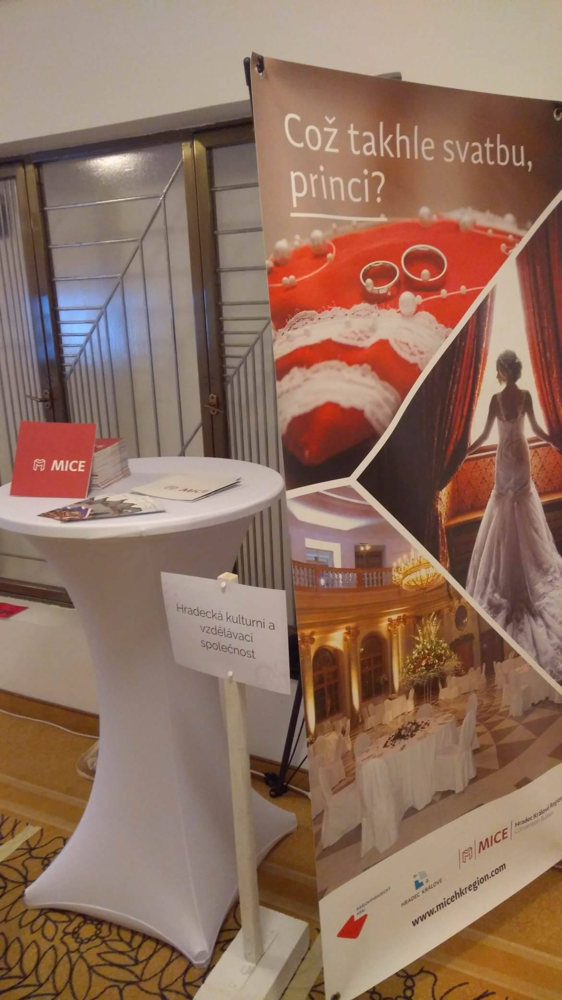 Což takhle svatbu,
princi?
MICE
MICE
Hradecká kulturní a
vzdělávací
společnost
MICE
Hradec Králové Region
Convention Bureau
KRÁLOVÉHRADECKÝ
KRAJ
HRADEC KRÁLOVÉ
www.micehkregion.com